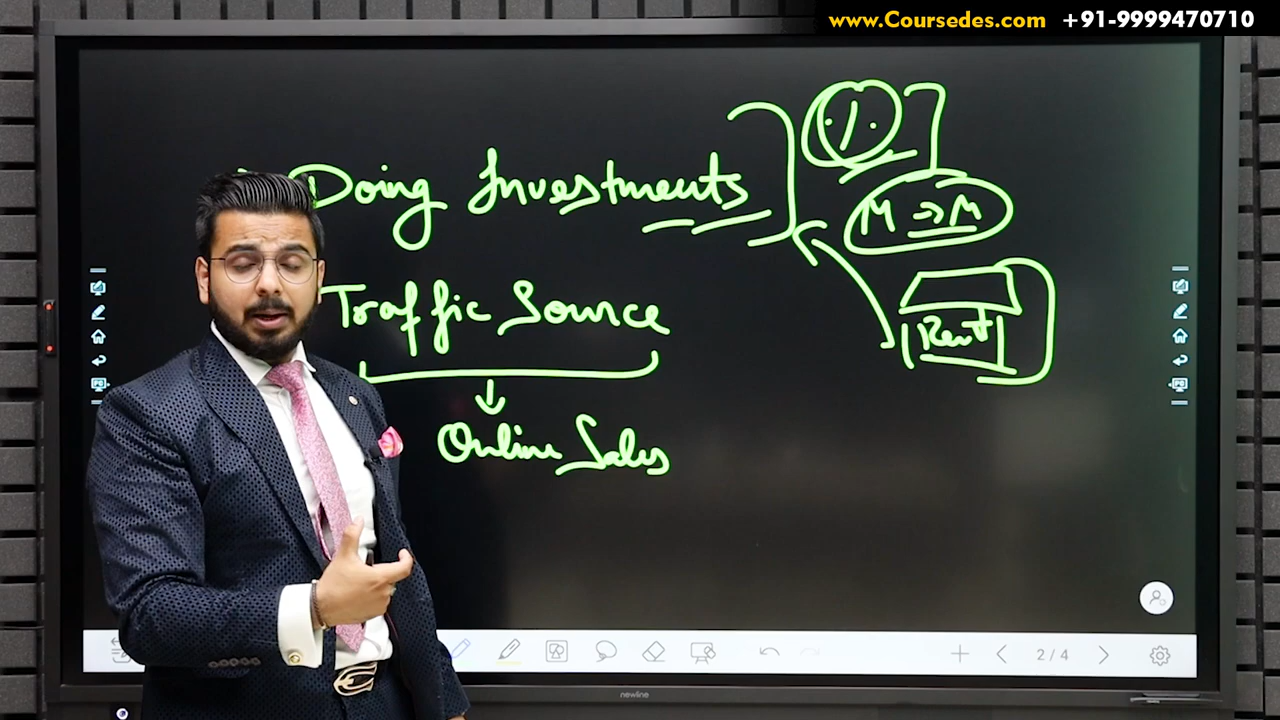 www.Coursedes.com +91-9999470710
Doing Investments
%
M → M
Traffic Source
Rent
Online Sales
2/4
newline